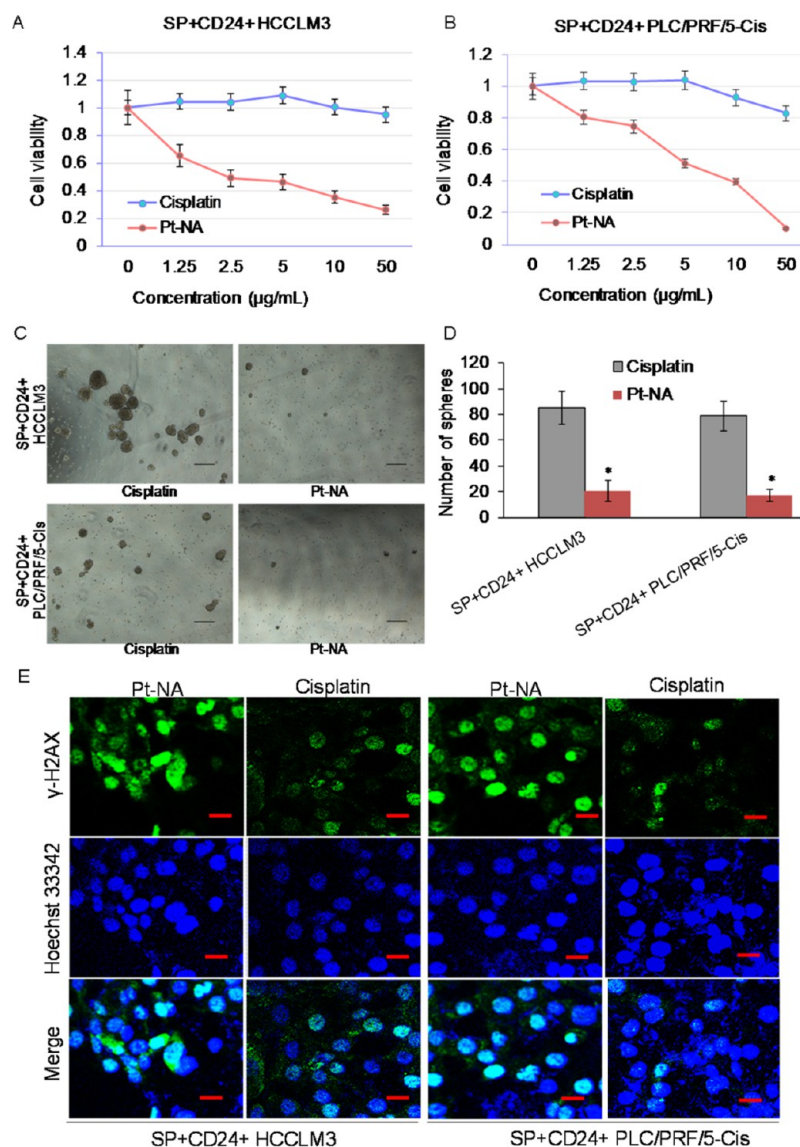 A
SP+CD24+ HCCLM3
Cell viability
1.4
1.2
1
0.8
0.6
0.4
0.2
0
Cisplatin
Pt-NA
0 1.25 2.5 5 10 50
Concentration (µg/mL)
B
SP+CD24+ PLC/PRF/5-Cis
Cell viability
1.2
1
0.8
0.6
0.4
0.2
0
Cisplatin
Pt-NA
0 1.25 2.5 5 10 50
Concentration (µg/mL)
C
SP+CD24+
HCCLM3
Cisplatin Pt-NA
SP+CD24+
PLC/PRF/5-Cis
Cisplatin Pt-NA
D
Number of spheres
120
100
80
60
40
20
0
Cisplatin
Pt-NA
*
*
SP+CD24+ HCCLM3
SP+CD24+ PLC/PRF/5-Cis
E
Pt-NA Cisplatin Pt-NA Cisplatin
γ-H2AX
Hoechst 33342
Merge
SP+CD24+ HCCLM3 SP+CD24+ PLC/PRF/5-Cis